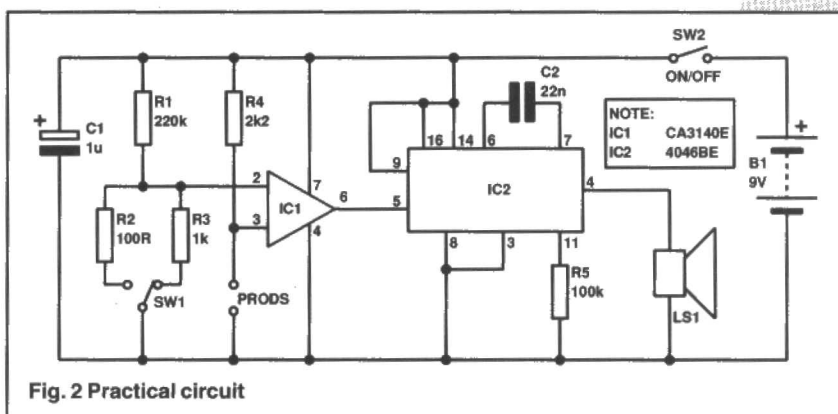 SW2
ON/OFF
C2
22n
R1
220k
R4
2k2
C1
1u
+
NOTE:
IC1 CA3140E
IC2 4046BE
+
B1
9V
16
14
6
7
9
2
7
6
5
IC2
4
IC1
3
4
R2
100R
R3
1k
8
3
11
SW1
PRODS
R5
100k
LS1
Fig. 2 Practical circuit